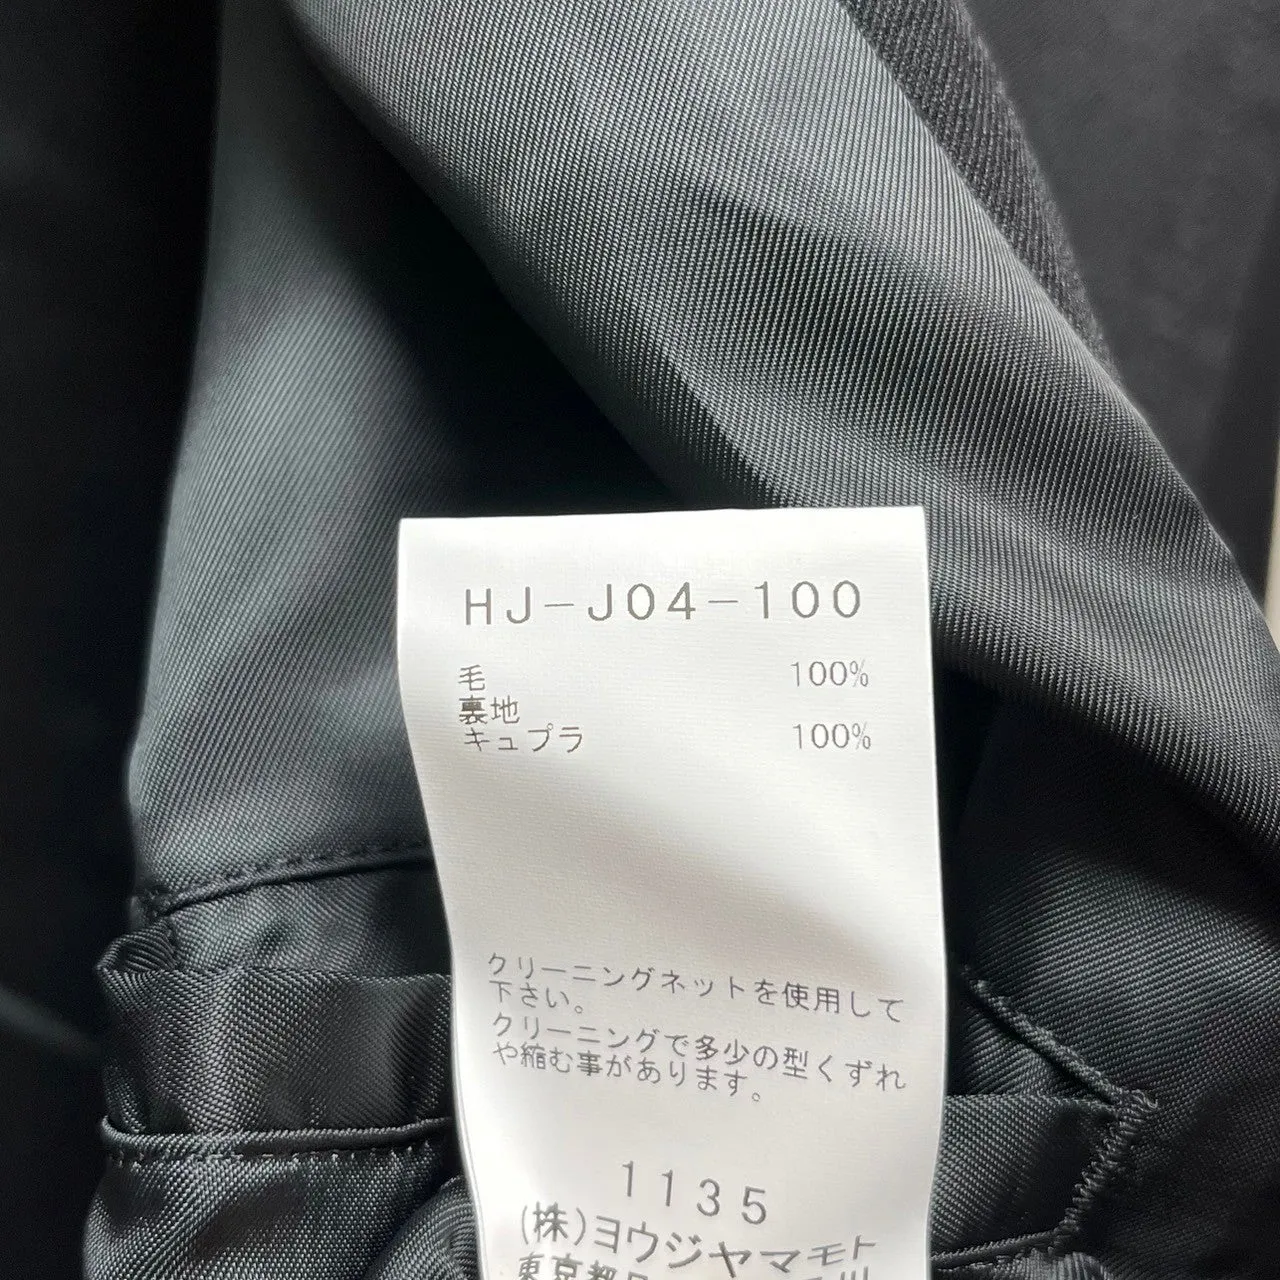 HJ-J04-100
毛 100%
裏地
キュプラ 100%
クリーニングネットを使用して
下さい。
クリーニングで多少の型くずれ
や縮む事があります。
1135
(株)ヨウジヤマモト
東京都